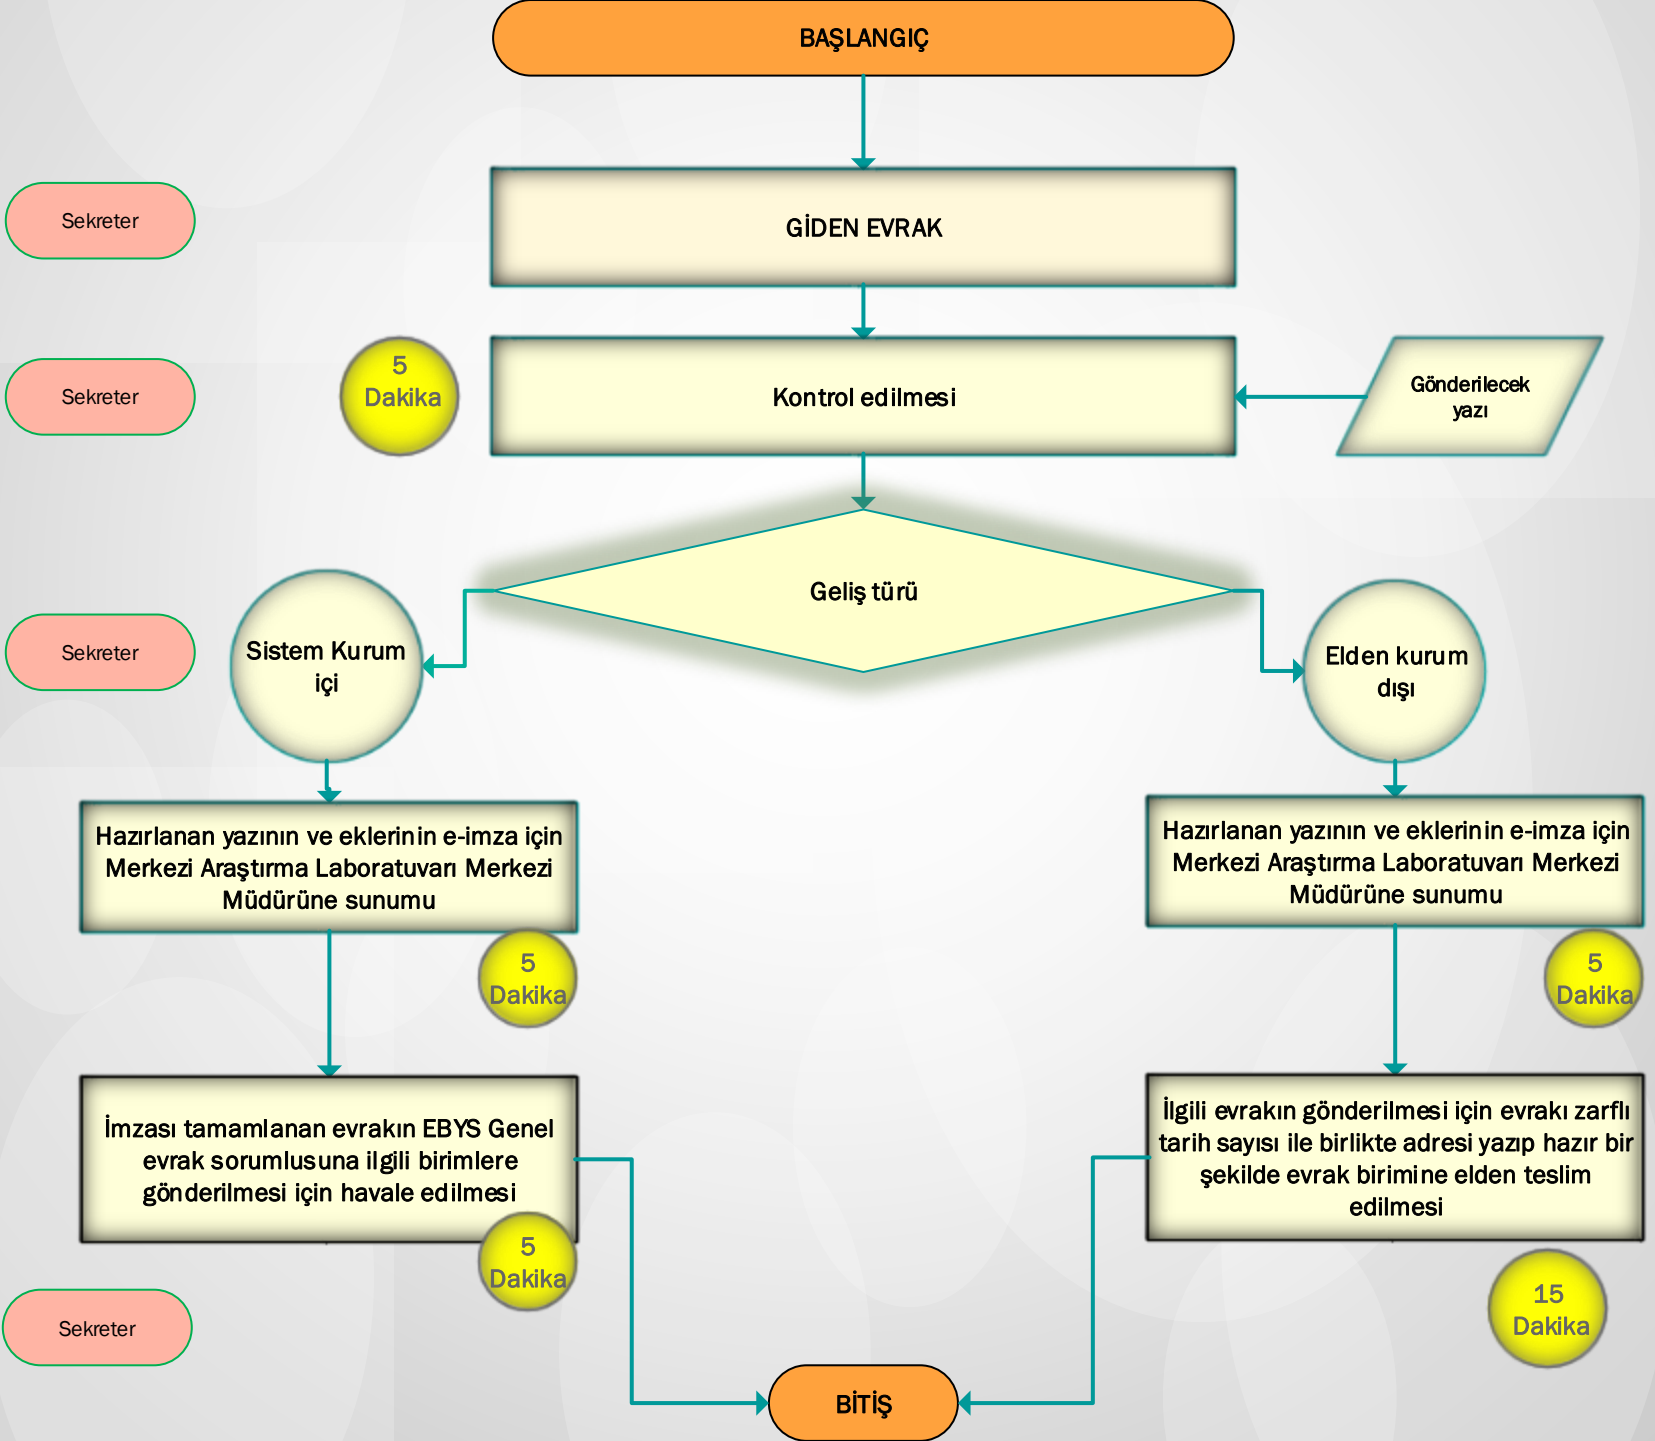 BAŞLANGIÇ
Sekreter
GİDEN EVRAK
Sekreter
5
Dakika
Kontrol edilmesi
Gönderilecek
yazı
Geliş türü
Sekreter
Sistem Kurum
içi
Elden kurum
dışı
Hazırlanan yazının ve eklerinin e-imza için
Merkezi Araştırma Laboratuvarı Merkezi
Müdürüne sunumu
5
Dakika
Hazırlanan yazının ve eklerinin e-imza için
Merkezi Araştırma Laboratuvarı Merkezi
Müdürüne sunumu
5
Dakika
İmzası tamamlanan evrakın EBYS Genel
evrak sorumlusuna ilgili birimlere
gönderilmesi için havale edilmesi
5
Dakika
İlgili evrakın gönderilmesi için evrakı zarflı
tarih sayısı ile birlikte adresi yazıp hazır bir
şekilde evrak birimine elden teslim
edilmesi
15
Dakika
Sekreter
BİTİŞ